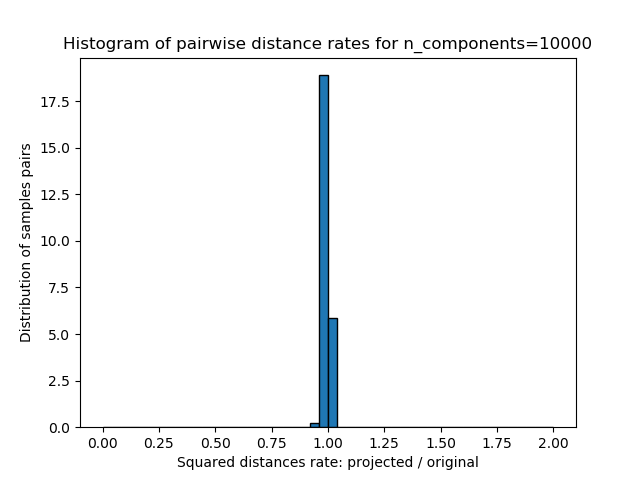 Histogram of pairwise distance rates for n_components=10000
17.5
15.0
12.5
10.0
7.5
5.0
2.5
0.0
Distribution of samples pairs
0.00 0.25 0.50 0.75 1.00 1.25 1.50 1.75 2.00
Squared distances rate: projected / original